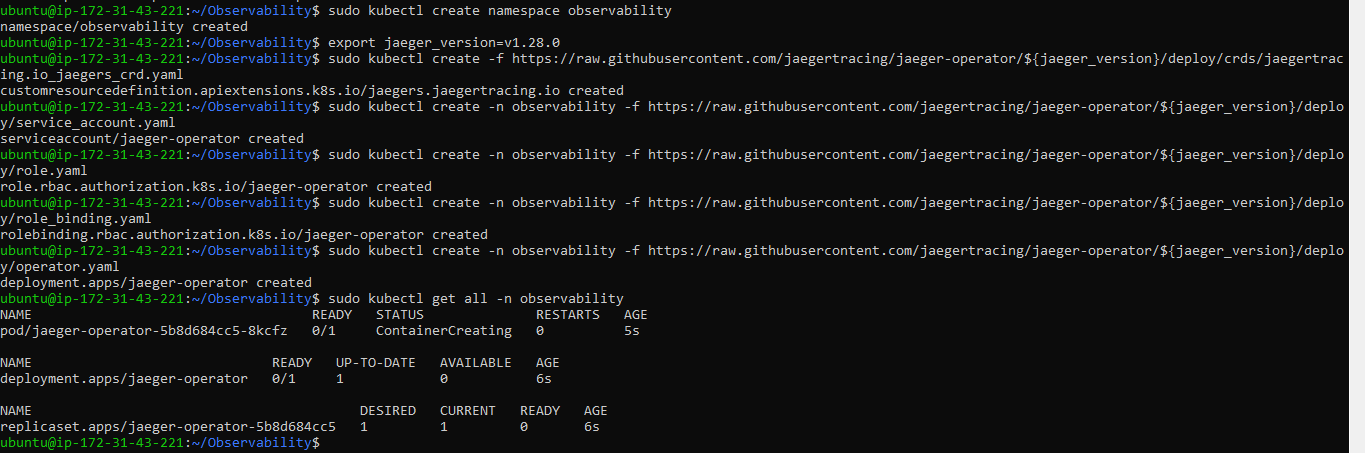 ubuntu@ip-172-31-43-221:~/Observability$ sudo kubectl create namespace observability
namespace/observability created
ubuntu@ip-172-31-43-221:~/Observability$ export jaeger_version=v1.28.0
ubuntu@ip-172-31-43-221:~/Observability$ sudo kubectl create -f https://raw.githubusercontent.com/jaegertracing/jaeger-operator/${jaeger_version}/deploy/crds/jaegertrac
ing.io_jaegers_crd.yaml
customresourcedefinition.apiextensions.k8s.io/jaegers.jaegertracing.io created
ubuntu@ip-172-31-43-221:~/Observability$ sudo kubectl create -n observability -f https://raw.githubusercontent.com/jaegertracing/jaeger-operator/${jaeger_version}/deplo
y/service_account.yaml
serviceaccount/jaeger-operator created
ubuntu@ip-172-31-43-221:~/Observability$ sudo kubectl create -n observability -f https://raw.githubusercontent.com/jaegertracing/jaeger-operator/${jaeger_version}/deplo
y/role.yaml
role.rbac.authorization.k8s.io/jaeger-operator created
ubuntu@ip-172-31-43-221:~/Observability$ sudo kubectl create -n observability -f https://raw.githubusercontent.com/jaegertracing/jaeger-operator/${jaeger_version}/deplo
y/role_binding.yaml
rolebinding.rbac.authorization.k8s.io/jaeger-operator created
ubuntu@ip-172-31-43-221:~/Observability$ sudo kubectl create -n observability -f https://raw.githubusercontent.com/jaegertracing/jaeger-operator/${jaeger_version}/deplo
y/operator.yaml
deployment.apps/jaeger-operator created
ubuntu@ip-172-31-43-221:~/Observability$ sudo kubectl get all -n observability
NAME                                   READY   STATUS              RESTARTS   AGE
pod/jaeger-operator-5b8d684cc5-8kcfz   0/1     ContainerCreating   0          5s

NAME                              READY   UP-TO-DATE   AVAILABLE   AGE
deployment.apps/jaeger-operator   0/1     1            0           6s

NAME                                         DESIRED   CURRENT   READY   AGE
replicaset.apps/jaeger-operator-5b8d684cc5   1         1         0       6s
ubuntu@ip-172-31-43-221:~/Observability$